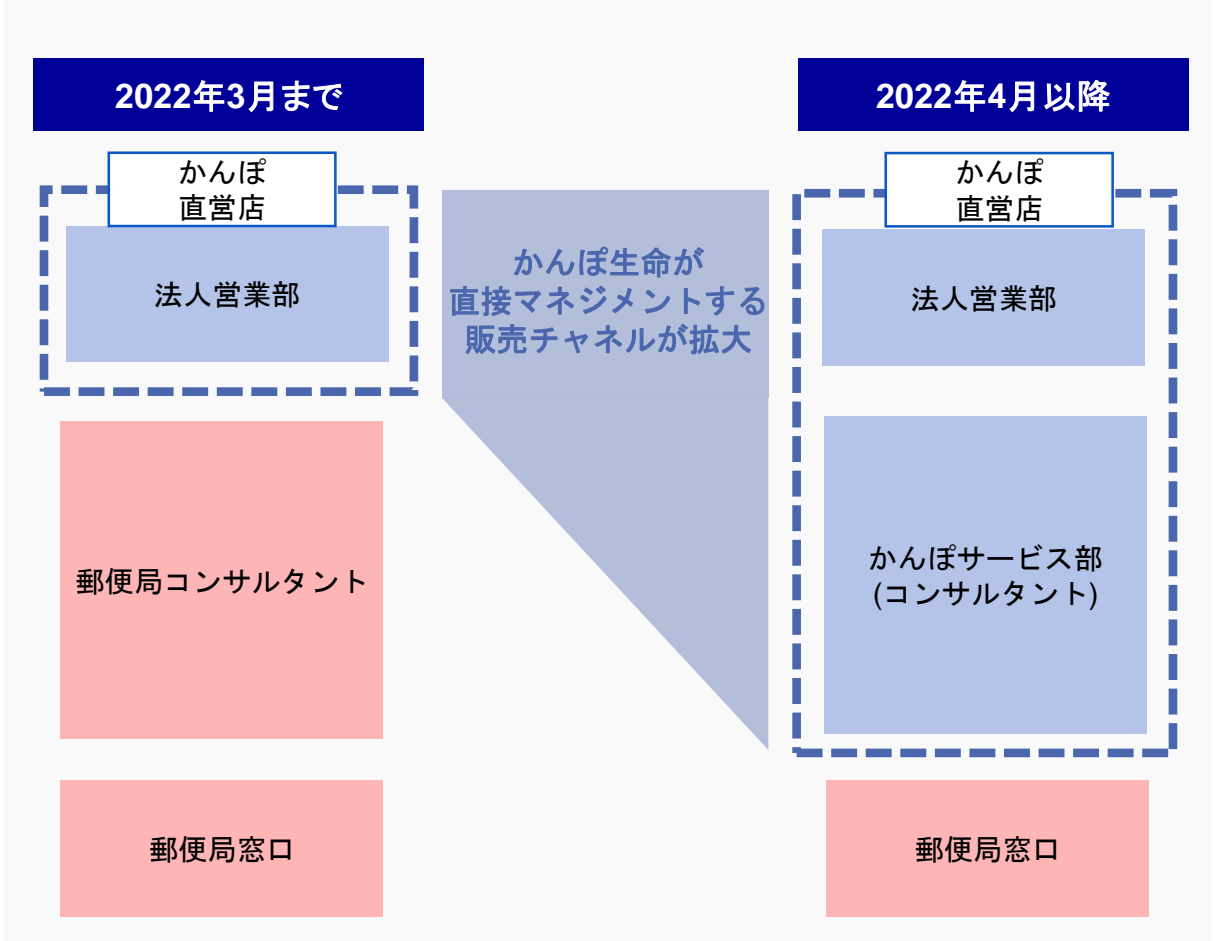 2022年3月まで
かんぽ
直営店
法人営業部
郵便局コンサルタント
郵便局窓口
かんぽ生命が
直接マネジメントする
販売チャネルが拡大
2022年4月以降
かんぽ
直営店
法人営業部
かんぽサービス部
(コンサルタント)
郵便局窓口